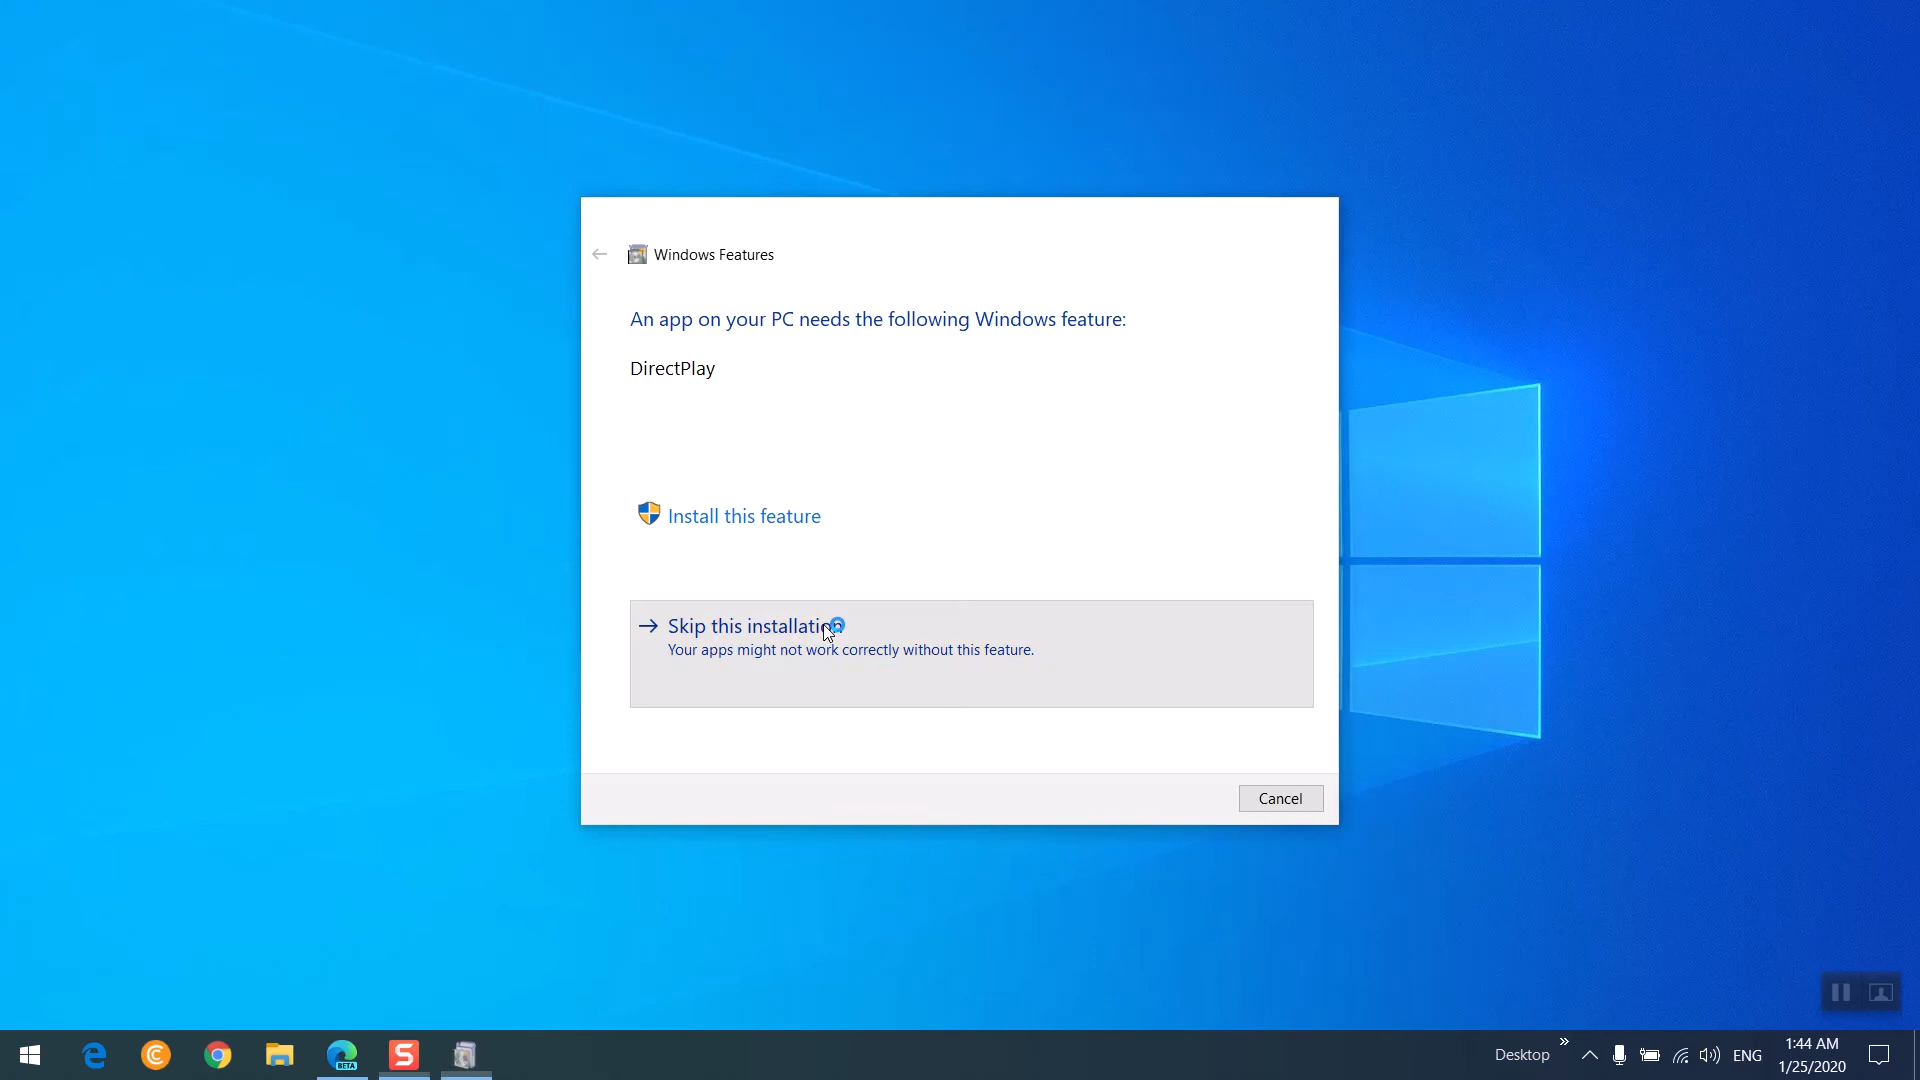 Windows Features
An app on your PC needs the following Windows feature:
DirectPlay
Install this feature
Skip this installation
Your apps might not work correctly without this feature.
Cancel
BETA
Desktop
ENG
1:44 AM
1/25/2020